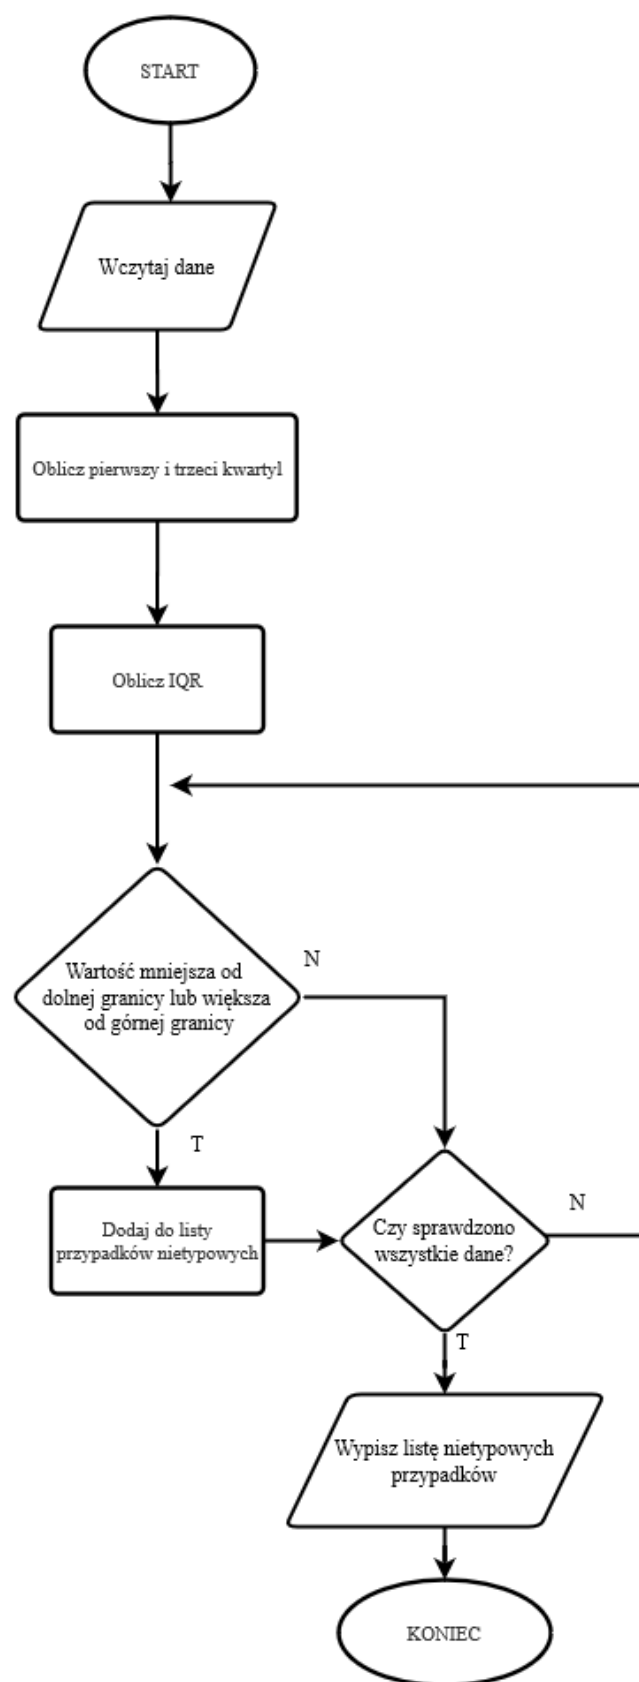 START
Wczytaj dane
Oblicz pierwszy i trzeci kwartyl
Oblicz IQR
Wartość mniejsza od
dolnej granicy lub większa
od górnej granicy
N
T
Dodaj do listy
przypadków nietypowych
Czy sprawdzono
wszystkie dane?
N
T
Wypisz listę nietypowych
przypadków
KONIEC